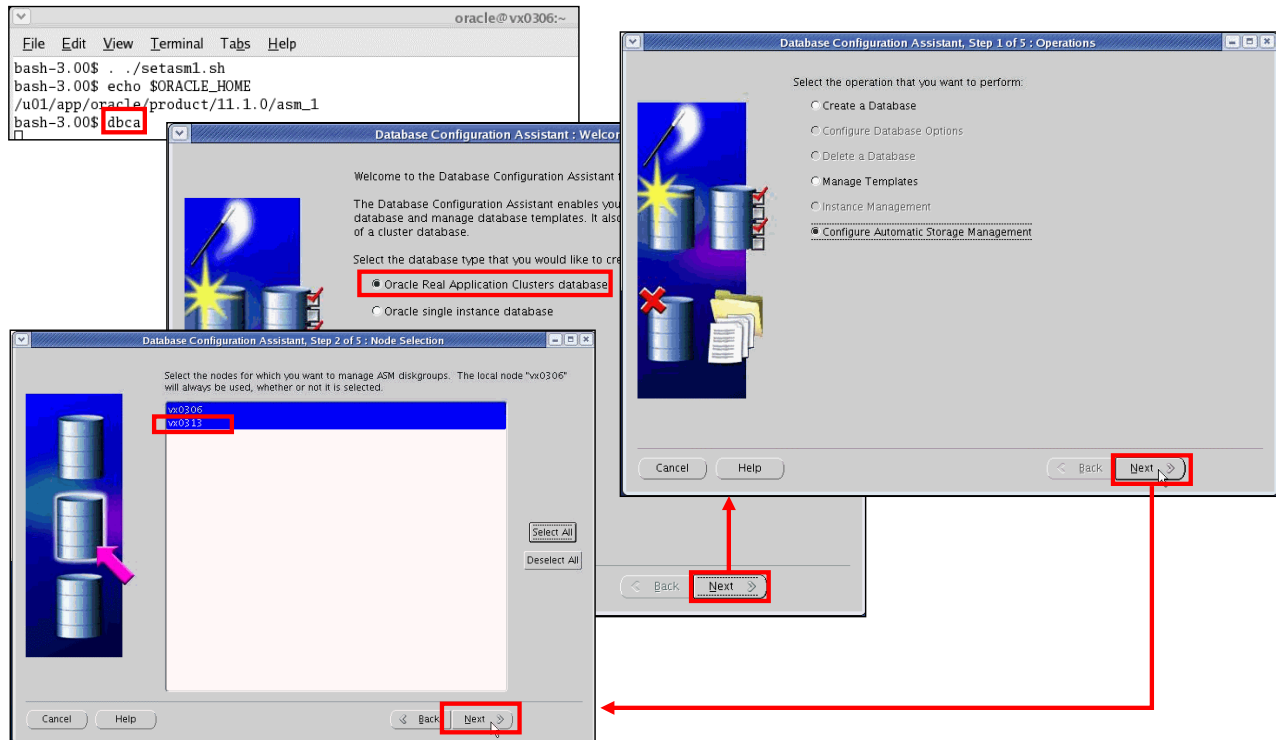 oracle@vx0306:~
File Edit View Terminal Tabs Help
bash-3.00$ . ./setasm1.sh
bash-3.00$ echo $ORACLE_HOME
/u01/app/oracle/product/11.1.0/asm_1
bash-3.00$ dbca
Database Configuration Assistant : Welcor
Welcome to the Database Configuration Assistant
The Database Configuration Assistant enables you
database and manage database templates. It also
of a cluster database.
Select the database type that you would like to cre
Oracle Real Application Clusters database
Oracle single instance database
Back Next
Database Configuration Assistant, Step 1 of 5 : Operations
Select the operation that you want to perform:
Create a Database
Configure Database Options
Delete a Database
Manage Templates
Instance Management
Configure Automatic Storage Management
Cancel Help Back Next
Database Configuration Assistant, Step 2 of 5 : Node Selection
Select the nodes for which you want to manage ASM diskgroups. The local node "vx0306"
will always be used, whether or not it is selected.
vx0306
vx0313
Select All
Deselect All
Cancel Help Back Next